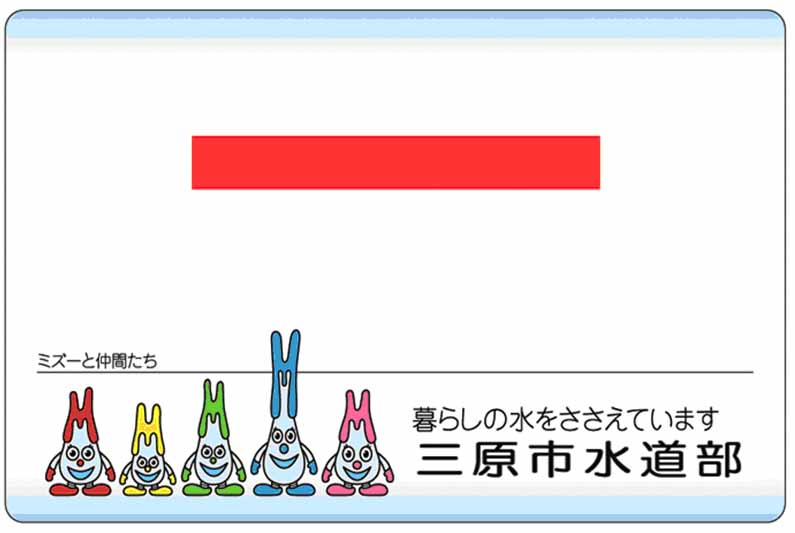 ミズーと仲間たち
暮らしの水をささえています
三原市水道部